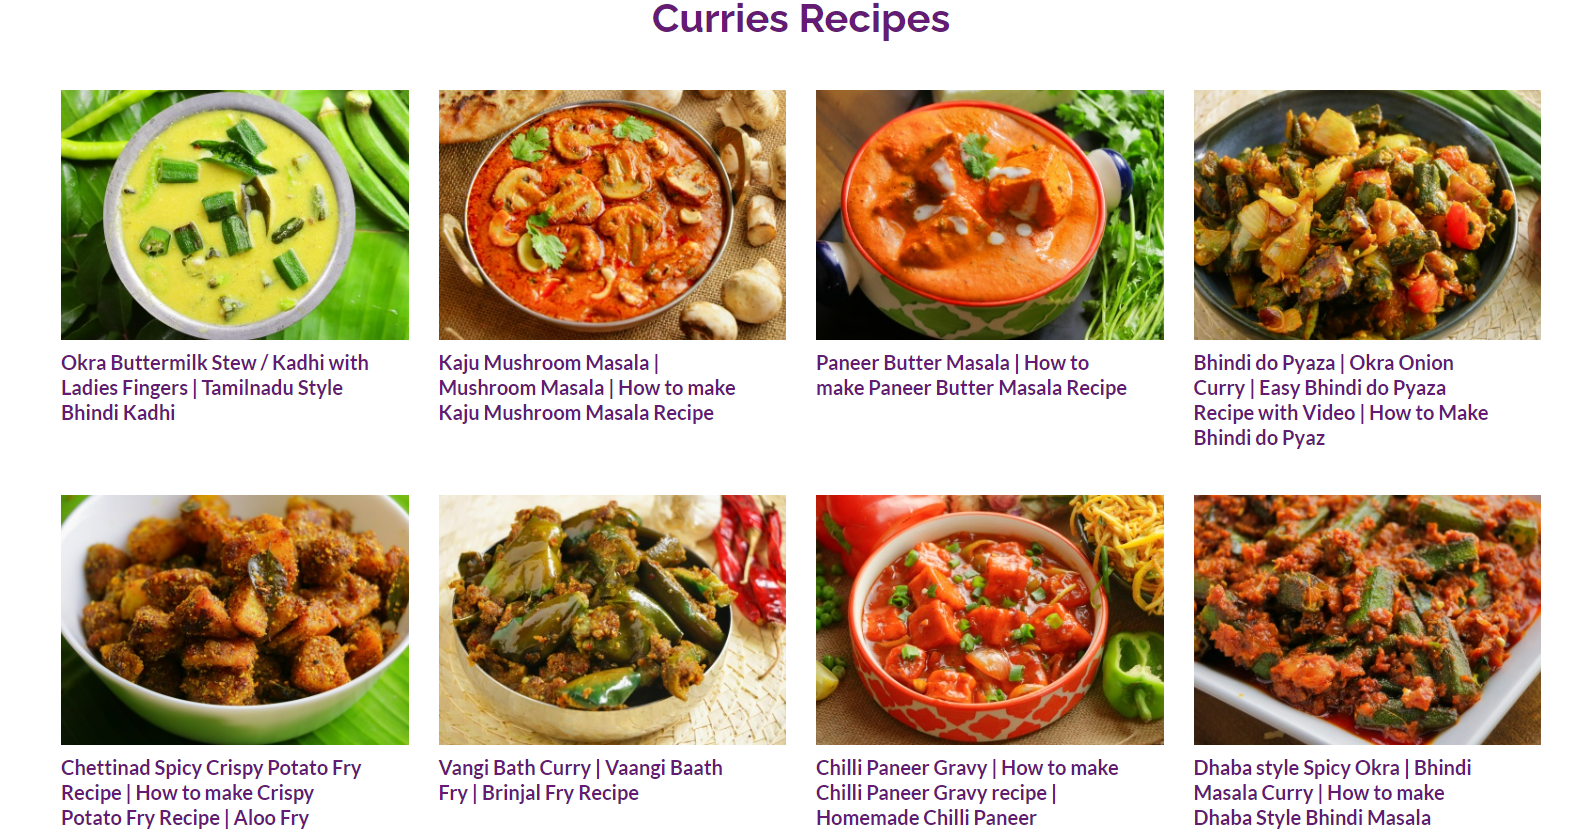 Curries Recipes
Okra Buttermilk Stew / Kadhi with
Ladies Fingers | Tamilnadu Style
Bhindi Kadhi
Kaju Mushroom Masala |
Mushroom Masala | How to make
Kaju Mushroom Masala Recipe
Paneer Butter Masala | How to
make Paneer Butter Masala Recipe
Bhindi do Pyaza | Okra Onion
Curry | Easy Bhindi do Pyaza
Recipe with Video | How to Make
Bhindi do Pyaz
Chettinad Spicy Crispy Potato Fry
Recipe | How to make Crispy
Potato Fry Recipe | Aloo Fry
Vangi Bath Curry | Vaangi Baath
Fry | Brinjal Fry Recipe
Chilli Paneer Gravy | How to make
Chilli Paneer Gravy recipe |
Homemade Chilli Paneer
Dhaba style Spicy Okra | Bhindi
Masala Curry | How to make
Dhaba Style Bhindi Masala